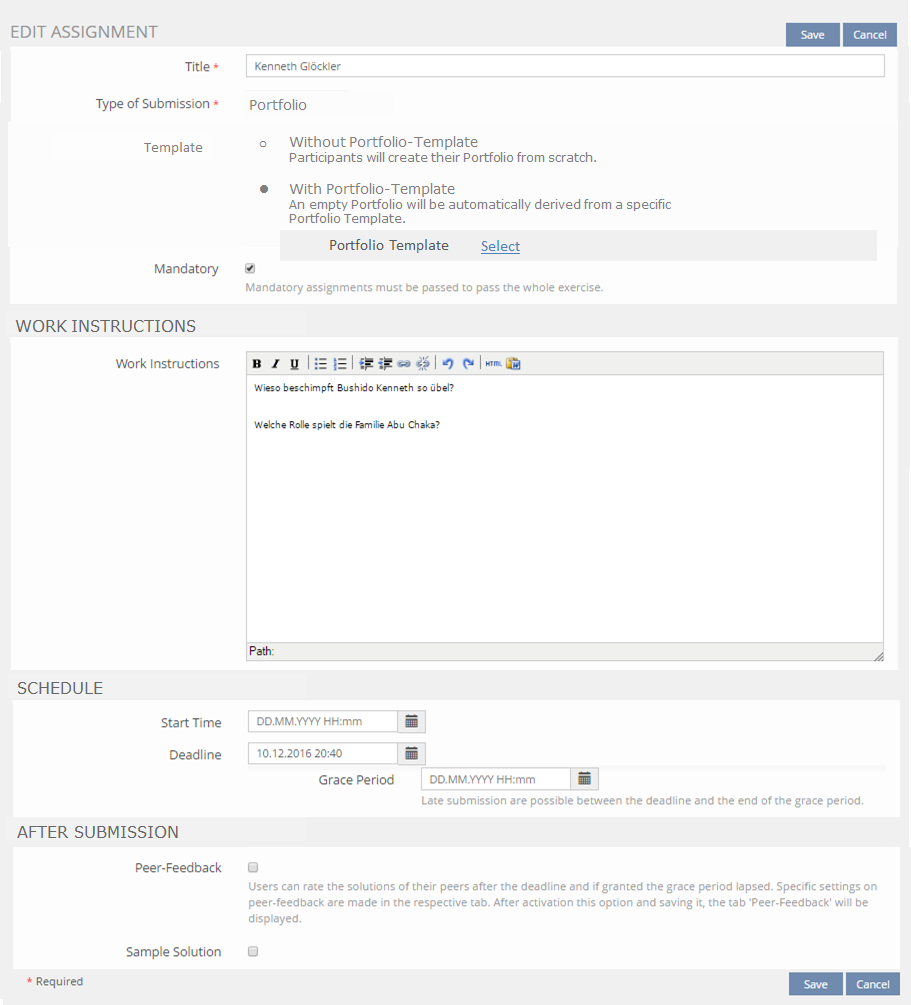 EDIT ASSIGNMENT
Save Cancel
Title * Kenneth Glöckler
Type of Submission * Portfolio
Template
Without Portfolio-Template
Participants will create their Portfolio from scratch.
With Portfolio-Template
An empty Portfolio will be automatically derived from a specific
Portfolio Template.
Portfolio Template Select
Mandatory
Mandatory assignments must be passed to pass the whole exercise.
WORK INSTRUCTIONS
Work Instructions
B I U HTML
Wieso beschimpft Bushido Kenneth so übel?
Welche Rolle spielt die Familie Abu Chaka?
Path:
SCHEDULE
Start Time DD.MM.YYYY HH:mm
Deadline 10.12.2016 20:40
Grace Period DD.MM.YYYY HH:mm
Late submission are possible between the deadline and the end of the grace period.
AFTER SUBMISSION
Peer-Feedback
Users can rate the solutions of their peers after the deadline and if granted the grace period lapsed. Specific settings on
peer-feedback are made in the respective tab. After activation this option and saving it, the tab 'Peer-Feedback' will be
displayed.
Sample Solution
* Required
Save Cancel